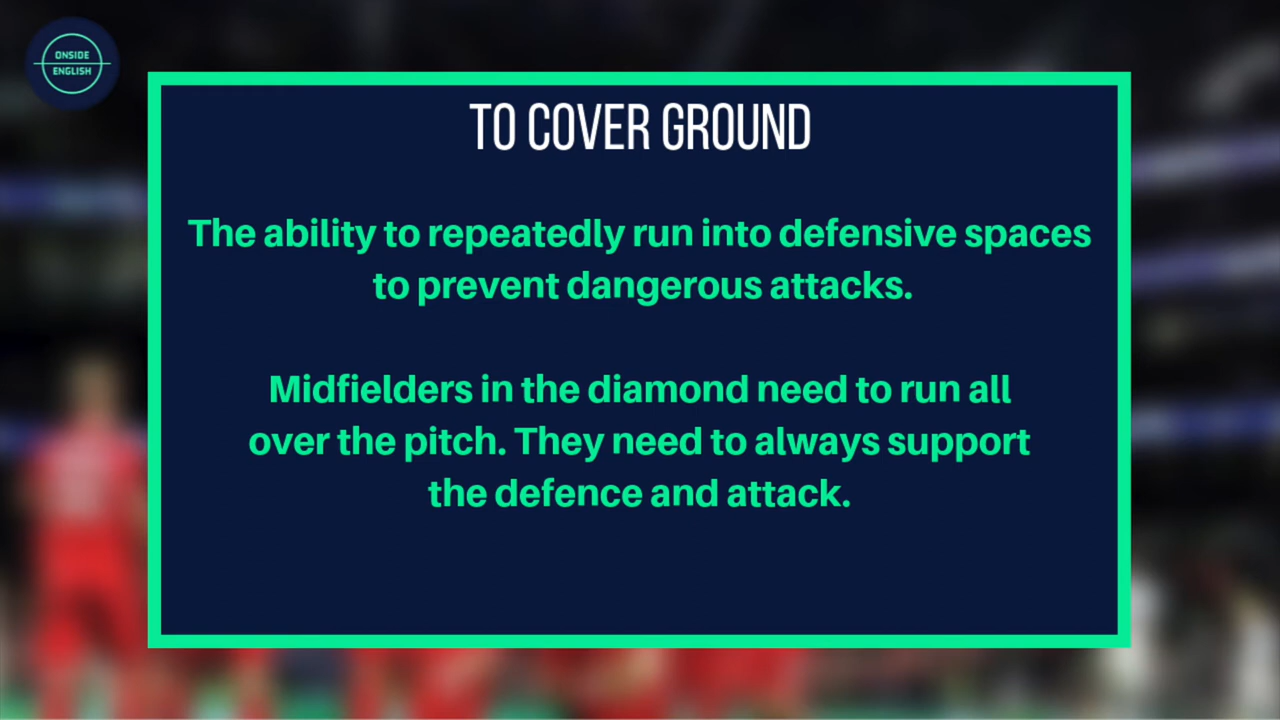 ONSIDE
ENGLISH
TO COVER GROUND
The ability to repeatedly run into defensive spaces
to prevent dangerous attacks.
Midfielders in the diamond need to run all
over the pitch. They need to always support
the defence and attack.